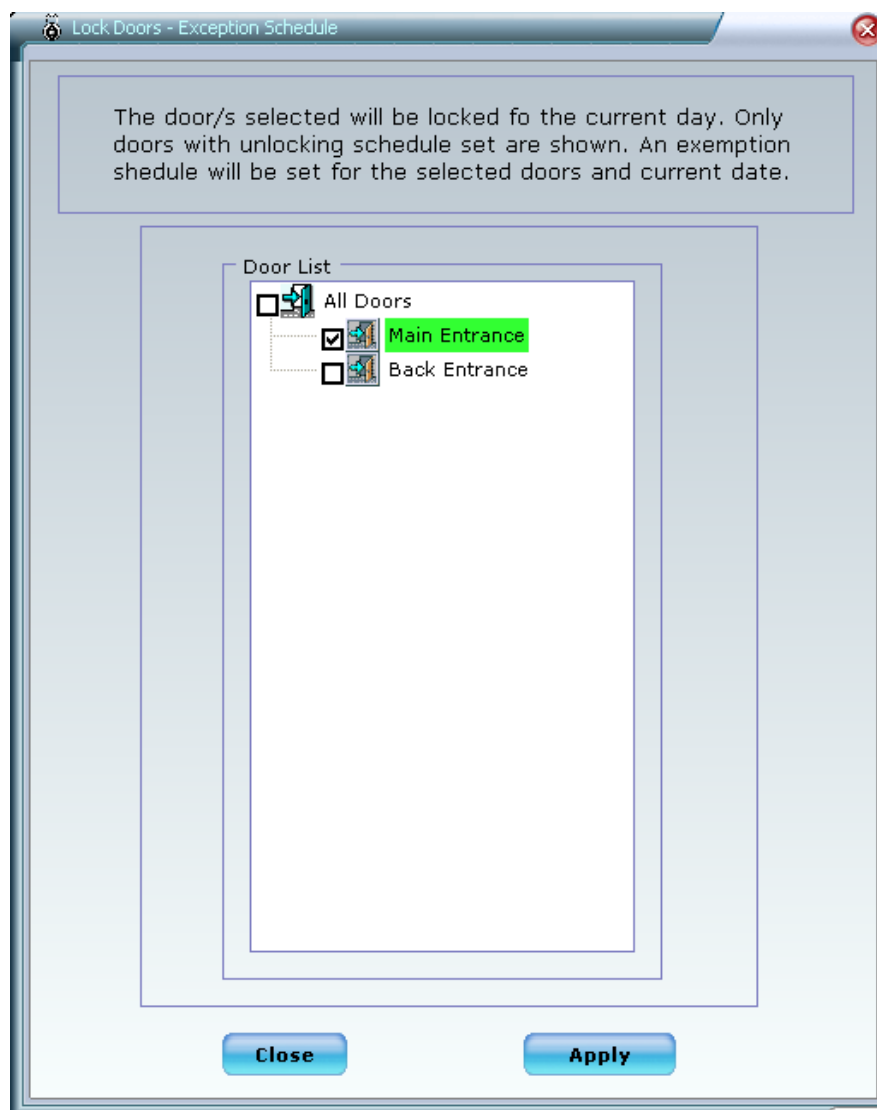 Lock Doors - Exception Schedule
The door/s selected will be locked fo the current day. Only
doors with unlocking schedule set are shown. An exemption
shedule will be set for the selected doors and current date.
Door List
All Doors
Main Entrance
Back Entrance
Close
Apply